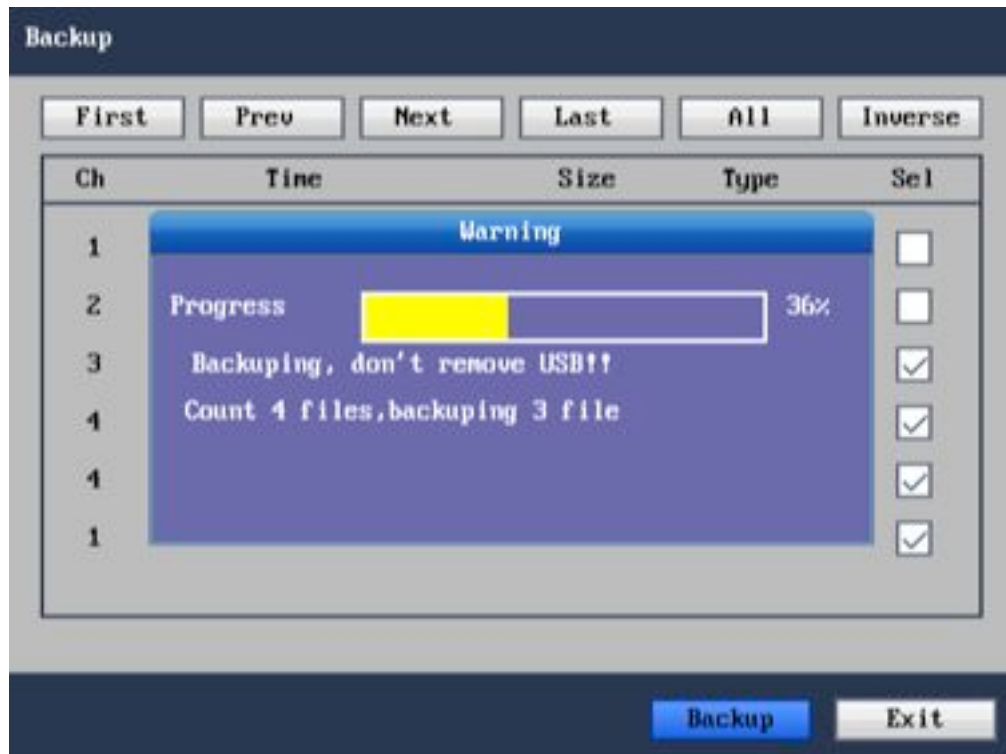 Backup
First Prev Next Last All Inverse
Ch Time Size Type Sel
Warning
1
2 Progress 36%
3 Backuping, don't remove USB!!
4 Count 4 files,backuping 3 file
4
1
Backup Exit